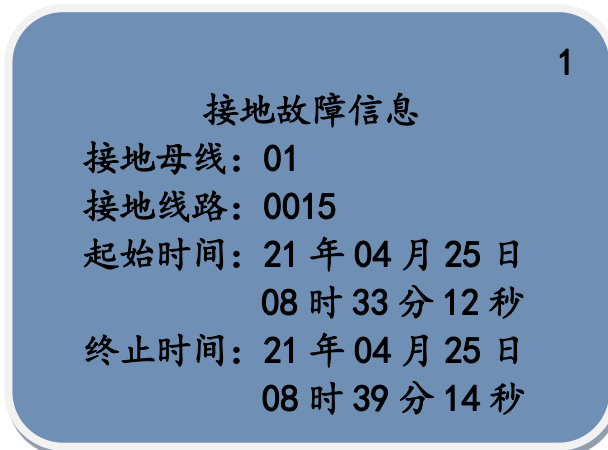 1
接地故障信息
接地母线：01
接地线路：0015
起始时间：21 年 04 月 25 日
08 时 33 分 12 秒
终止时间：21 年 04 月 25 日
08 时 39 分 14 秒